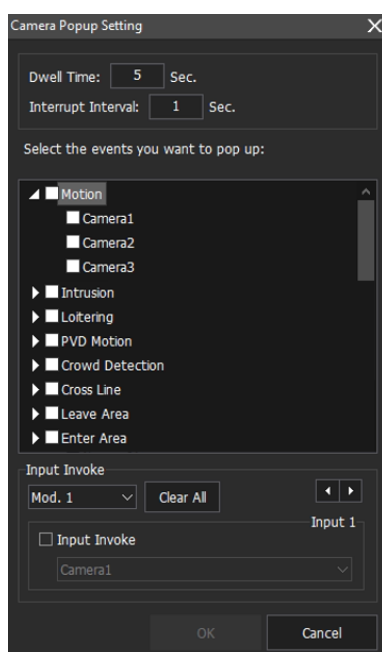 Camera Popup Setting
Dwell Time: 5 Sec.
Interrupt Interval: 1 Sec.
Select the events you want to pop up:
Motion
Camera1
Camera2
Camera3
Intrusion
Loitering
PVD Motion
Crowd Detection
Cross Line
Leave Area
Enter Area
Input Invoke
Mod. 1 Clear All
Input 1
Input Invoke
Camera1
OK Cancel